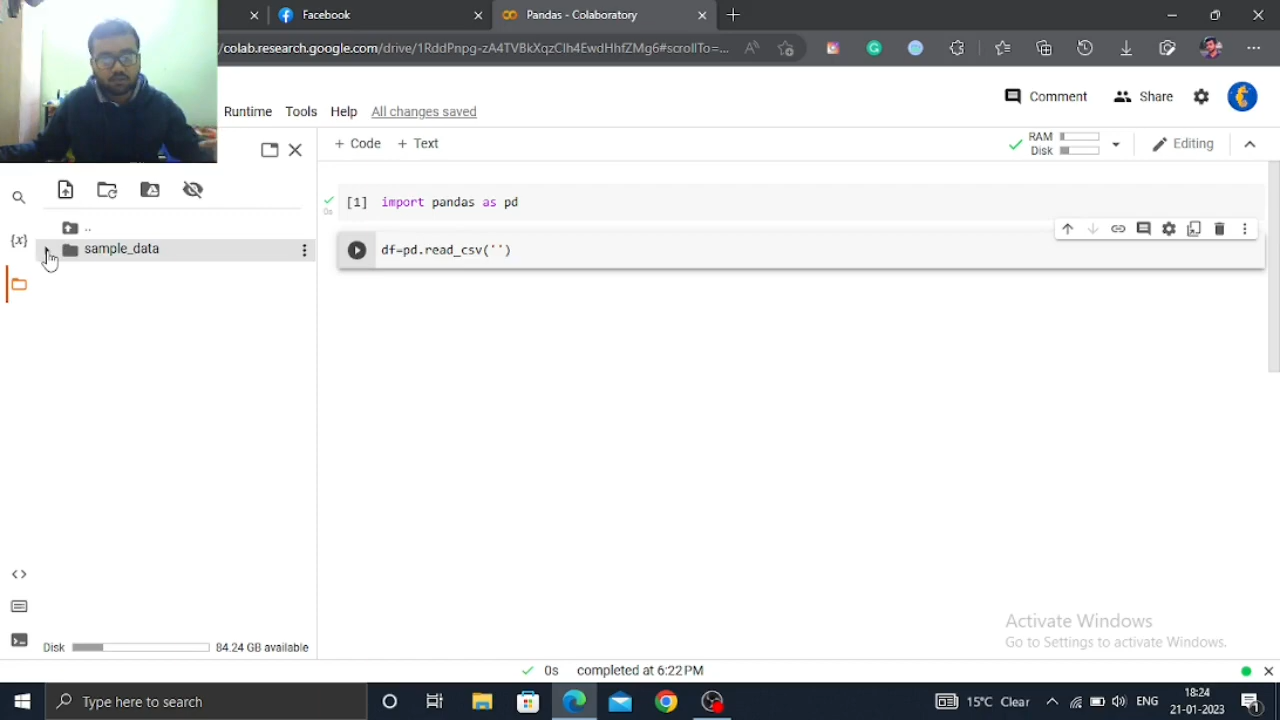 Facebook
Pandas - Colaboratory
/colab.research.google.com/drive/1RddPnpg-zA4TVBkXqzCIh4EwdHhfZMg6#scrollTo=...
Runtime Tools Help All changes saved
Comment Share
+ Code + Text
RAM
Disk
Editing
..
sample_data
[1] import pandas as pd
0s
{x}
df=pd.read_csv('')
<>
Disk 84.24 GB available
Activate Windows
Go to Settings to activate Windows.
0s completed at 6:22 PM
Type here to search
15°C Clear
ENG
18:24
21-01-2023
1